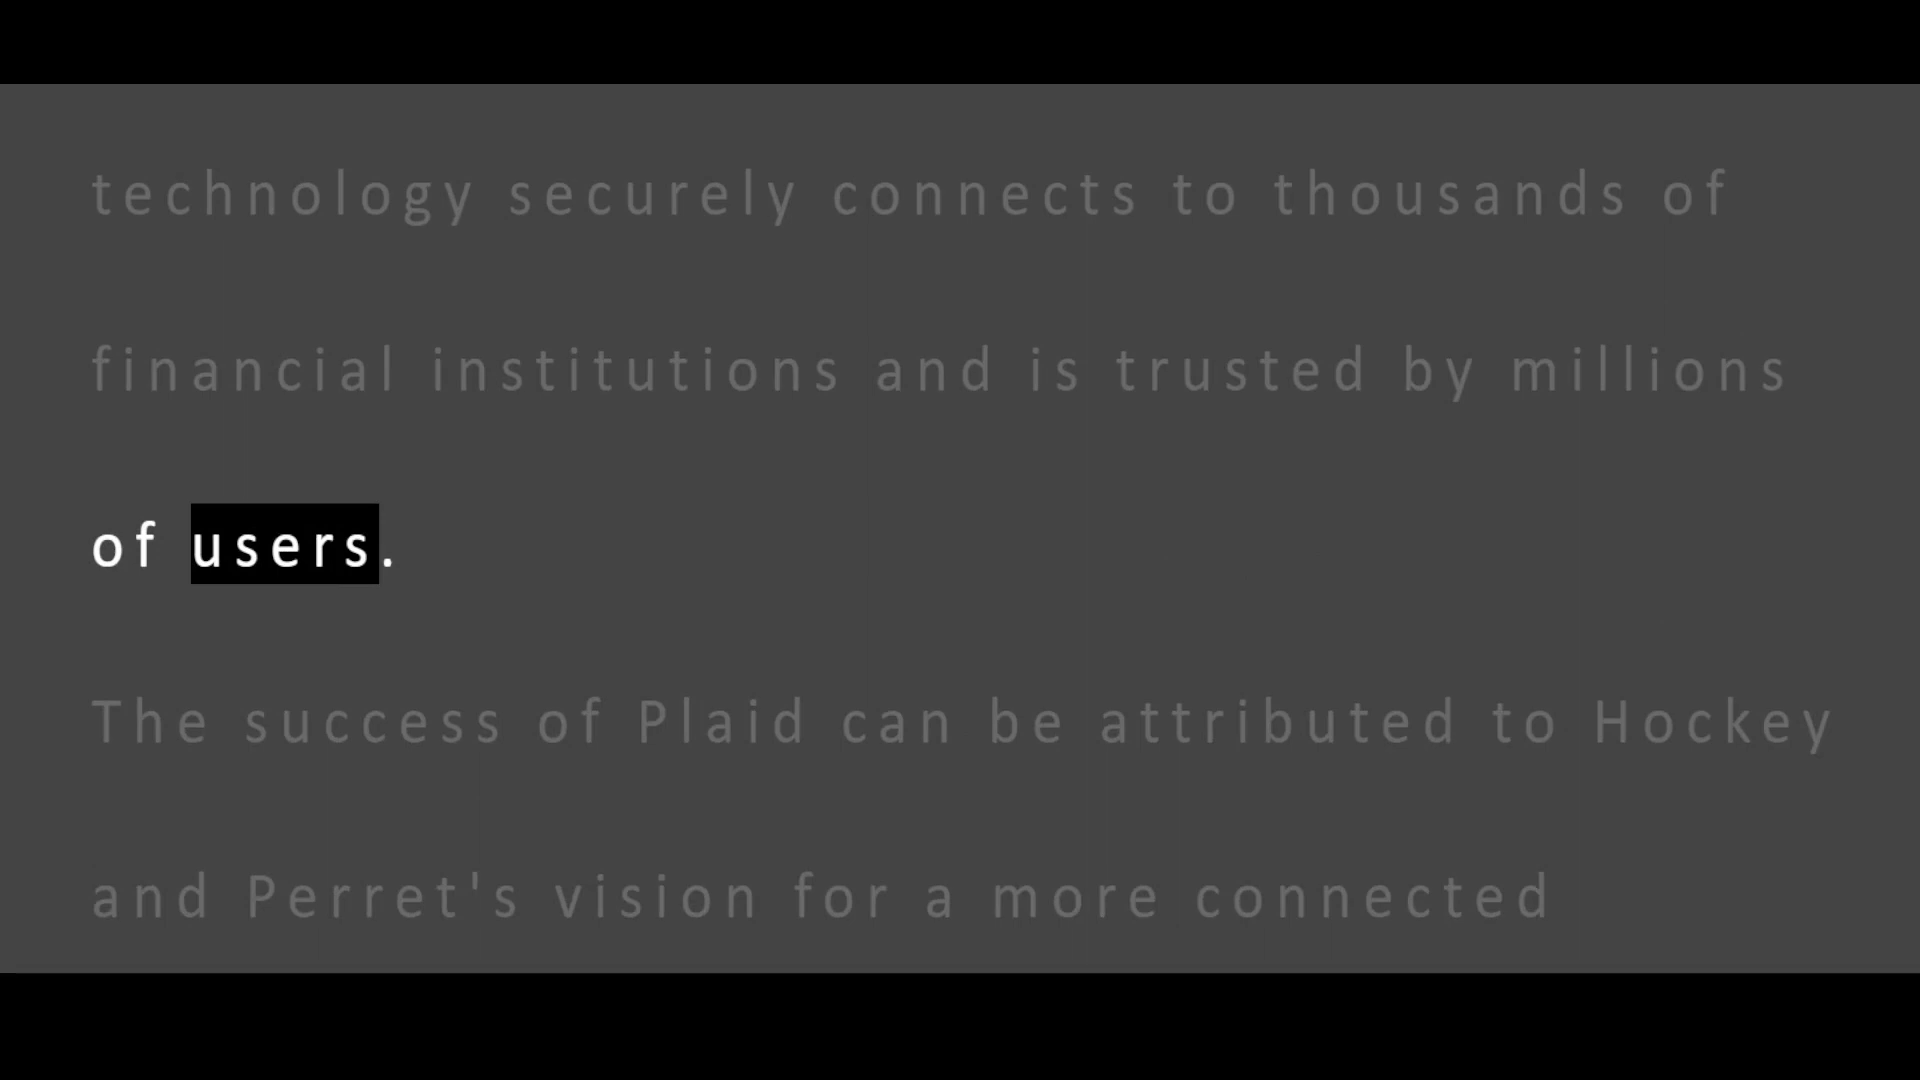 technology securely connects to thousands of
financial institutions and is trusted by millions
of users.
The success of Plaid can be attributed to Hockey
and Perret's vision for a more connected